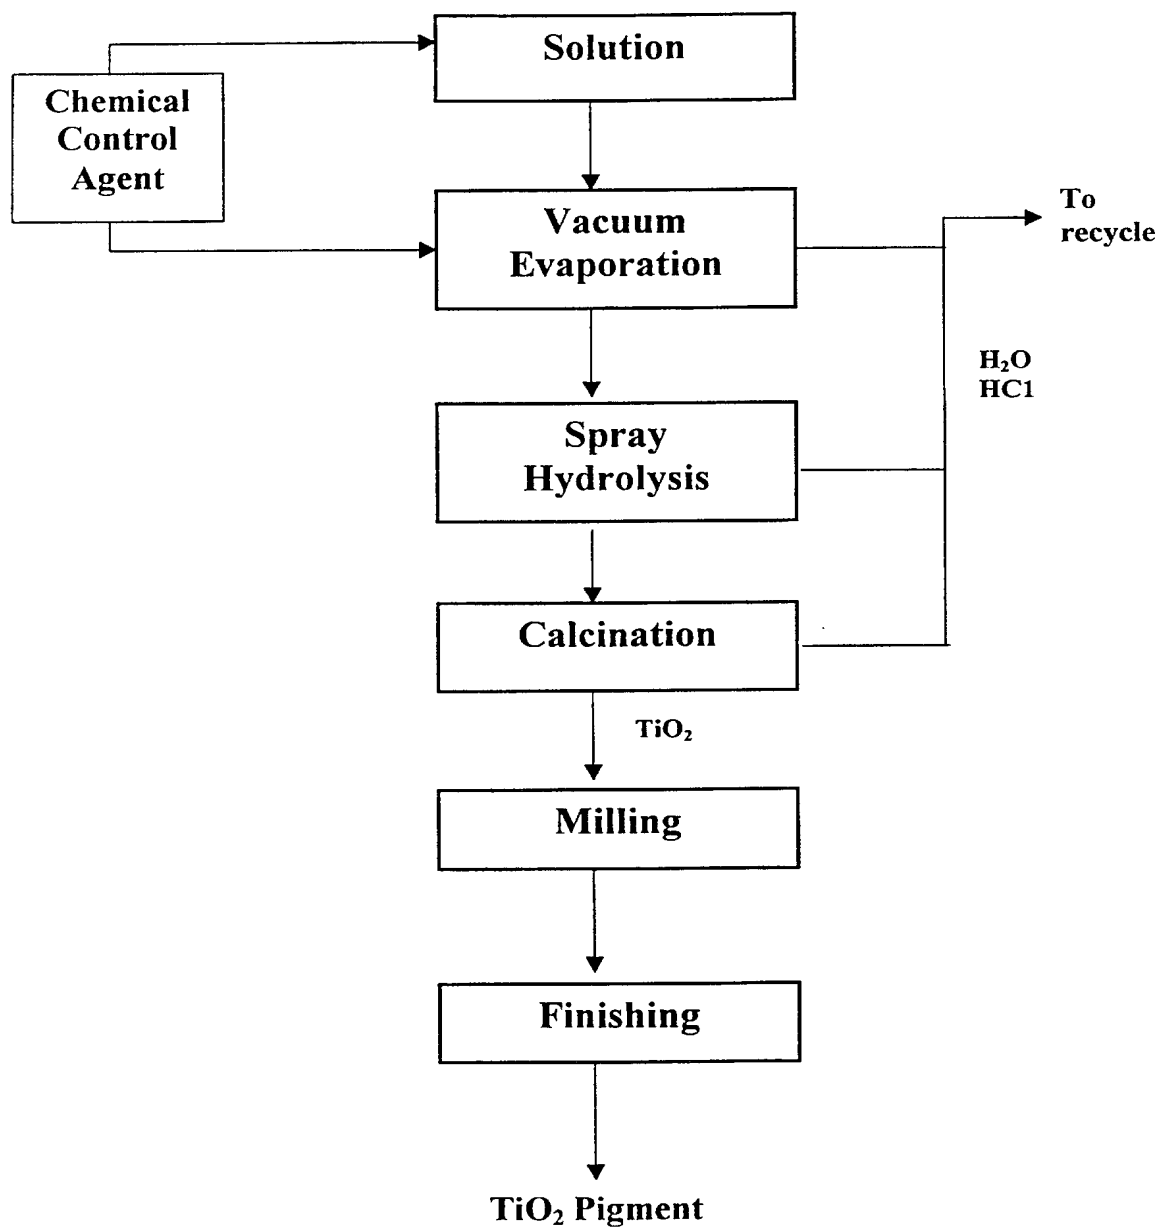 Solution
Chemical
Control
Agent
Vacuum
Evaporation
To
recycle
H₂O
HC1
Spray
Hydrolysis
Calcination
TiO₂
Milling
Finishing
TiO₂ Pigment